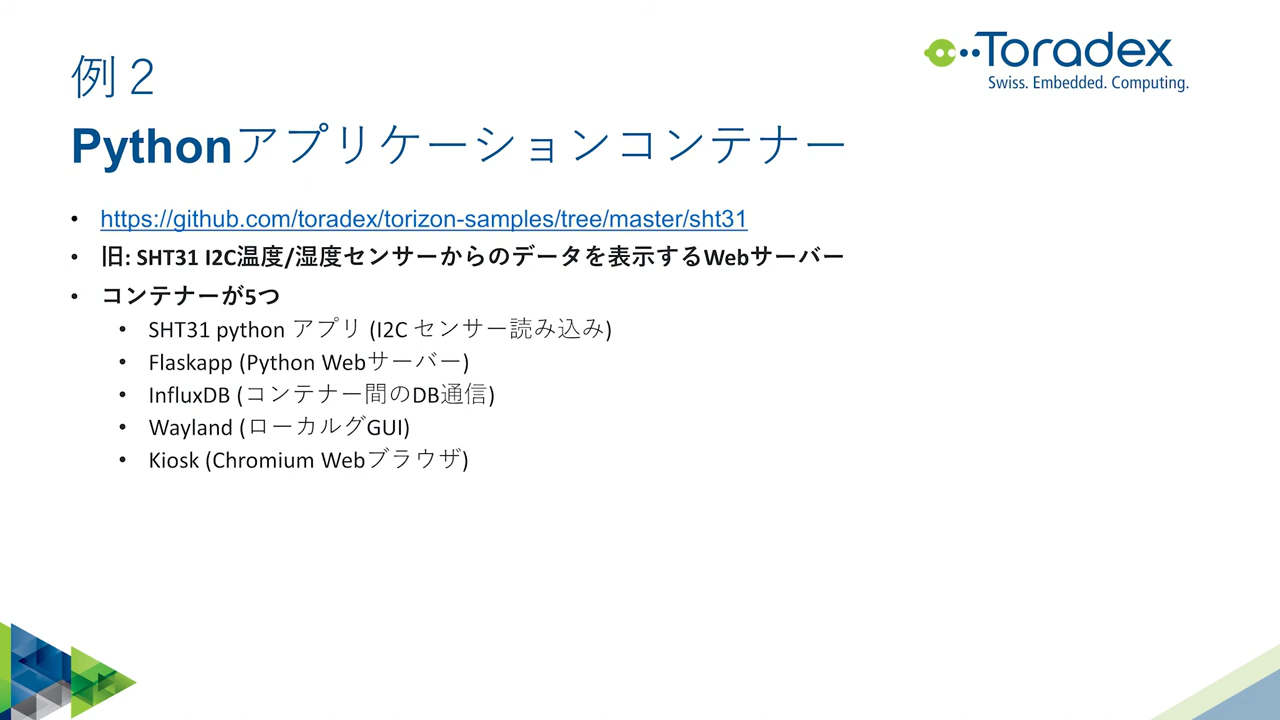 例２
Toradex
Swiss. Embedded. Computing.
Pythonアプリケーションコンテナー
• https://github.com/toradex/torizon-samples/tree/master/sht31
• 旧: SHT31 I2C温度/湿度センサーからのデータを表示するWebサーバー
• コンテナーが5つ
• SHT31 python アプリ (I2C センサー読み込み)
• Flaskapp (Python Webサーバー)
• InfluxDB (コンテナー間のDB通信)
• Wayland (ローカルグGUI)
• Kiosk (Chromium Webブラウザ)